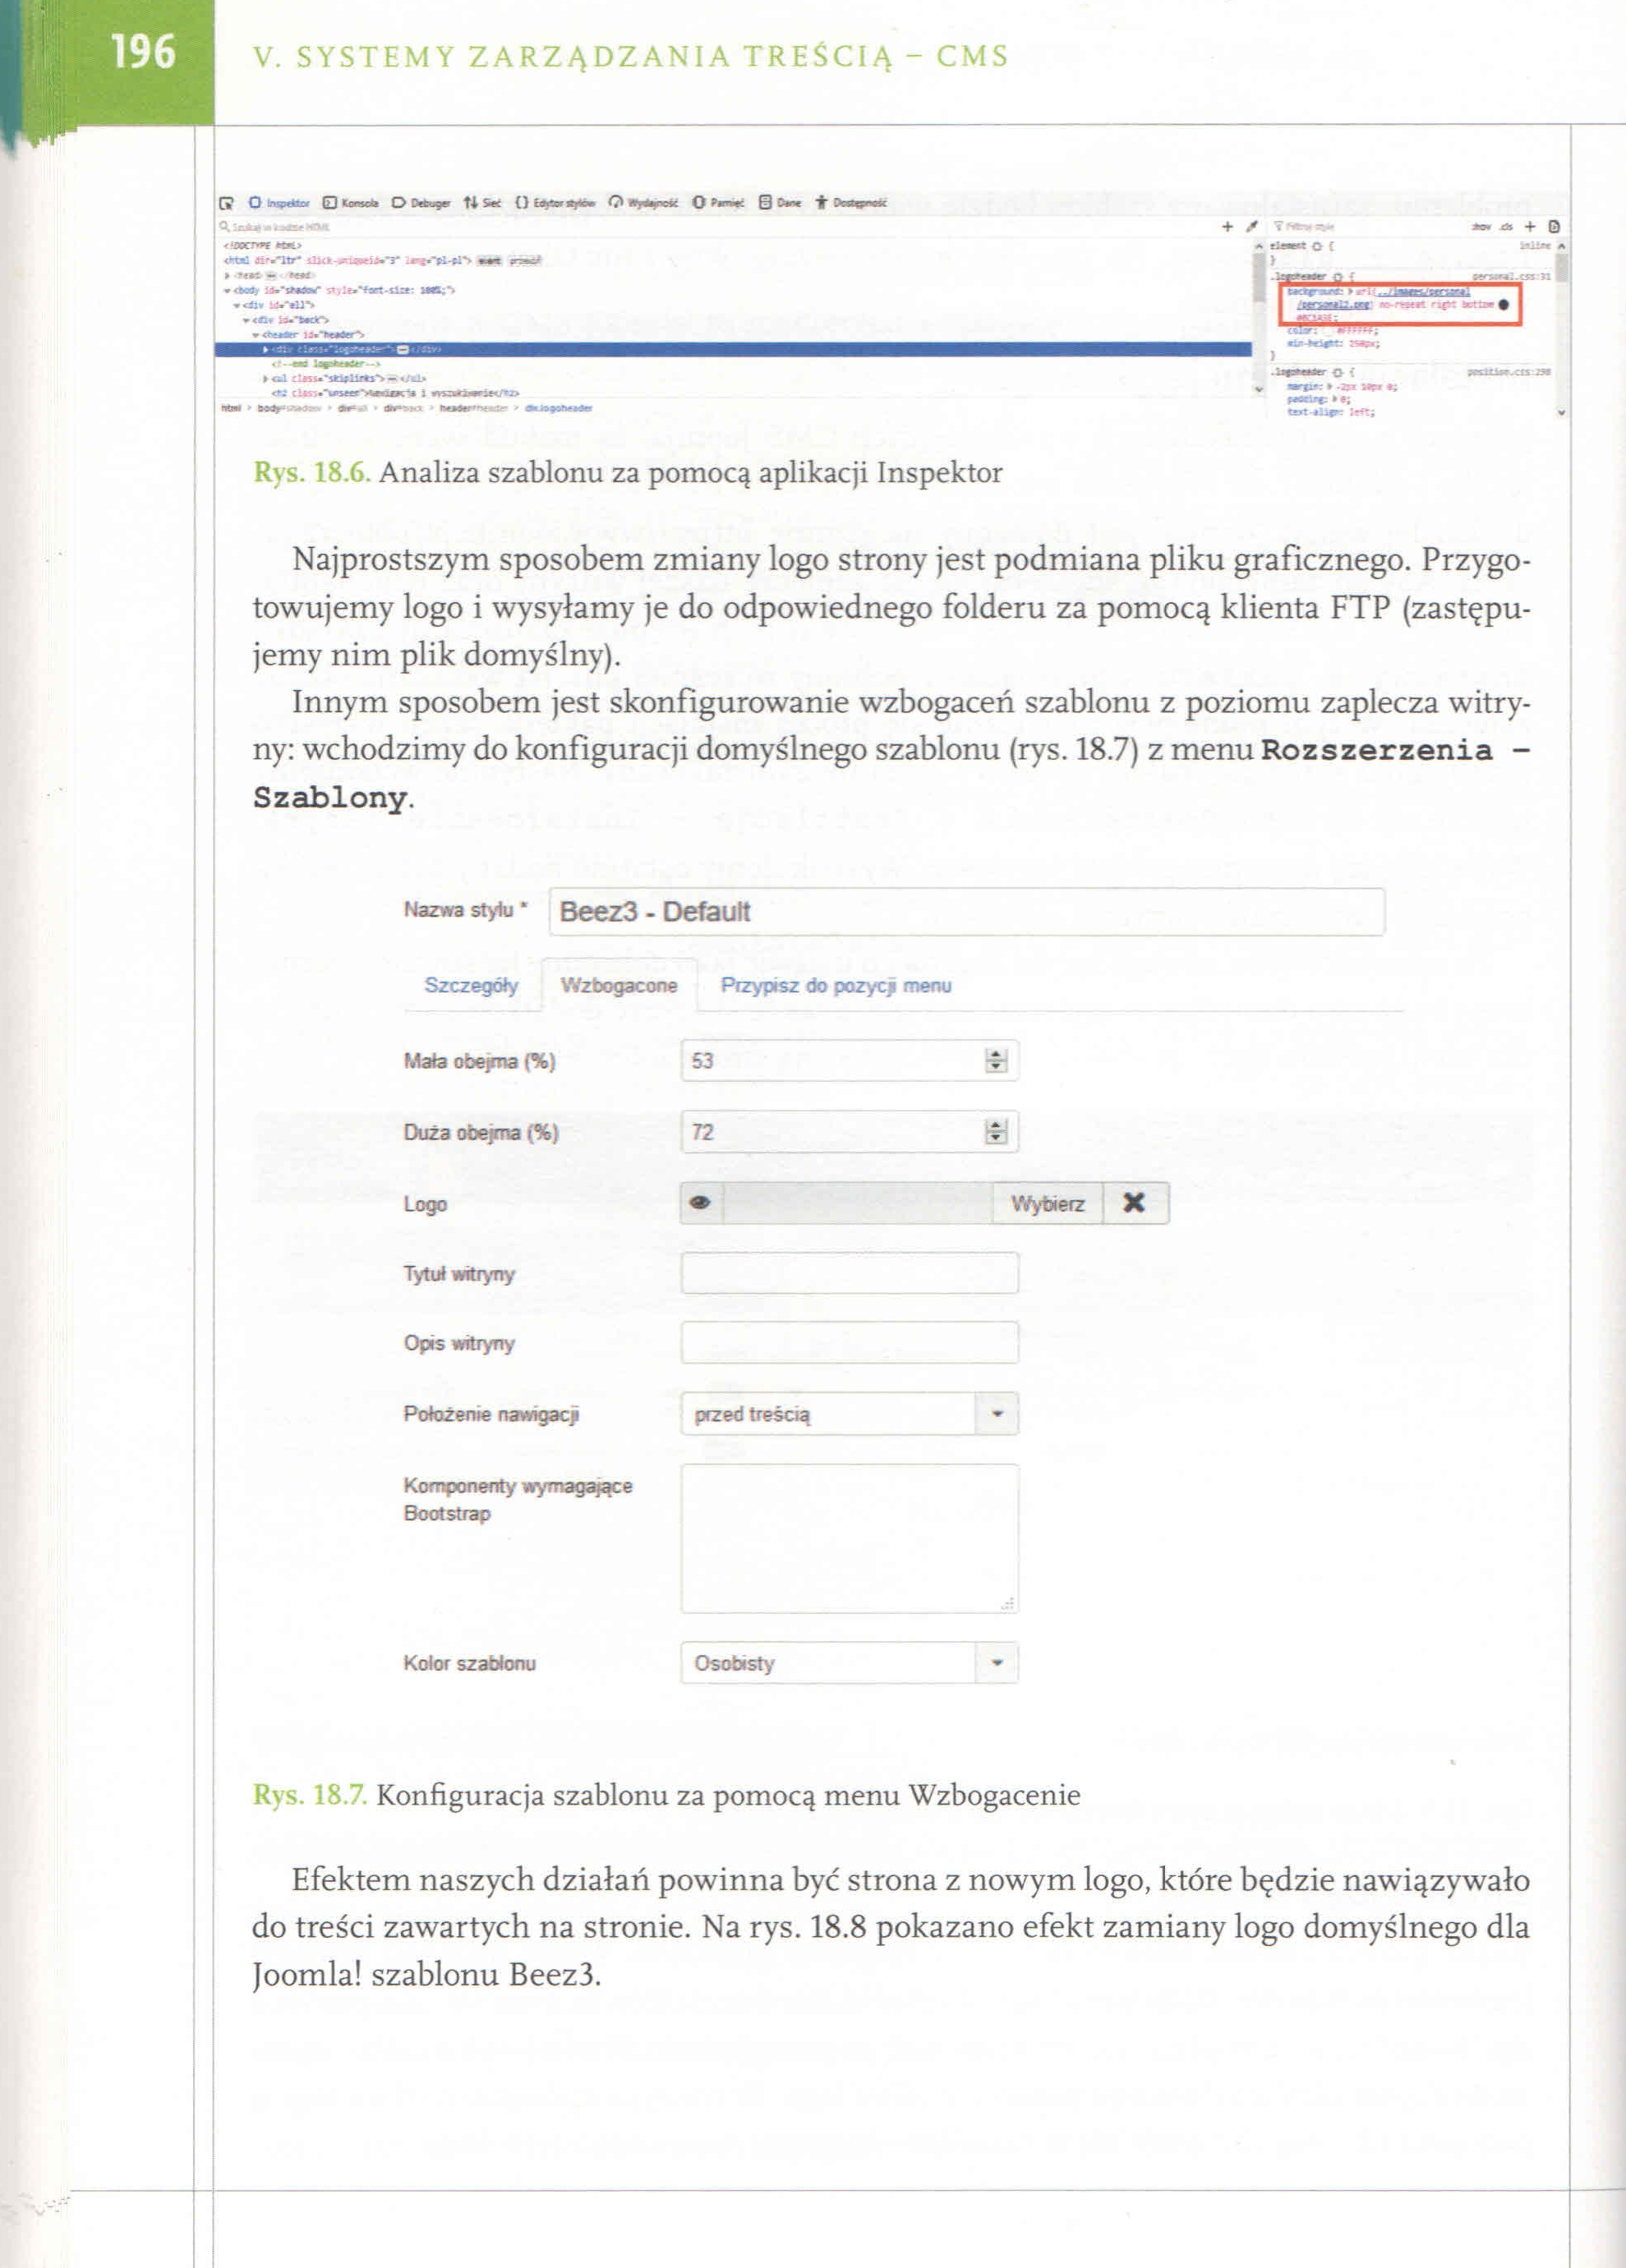 196
V. SYSTEMY ZARZĄDZANIA TREŚCIĄ – CMS
Inspektor Konsola Debuger Sieć Edytor stylów Wydajność Pamięć Dane Dostępność
Szukaj w kodzie HTML
<!DOCTYPE html>
<html dir="ltr" slick-uniqueid="3" lang="pl-pl">
<head> </head>
<body id="shadow" style="font-size: 100%;">
<div id="all">
<div id="back">
<header id="header">
<div class="logoheader"> </div>
<!--end logoheader-->
<ul class="skiplinks"> </ul>
<h2 class="unseen">Nawigacja i wyszukiwanie</h2>
html > body#shadow > div#all > div#back > header#header > div.logoheader
Filtruj style
element { inline
}
.logoheader { personal.css:31
background: url(../images/personal
/personal2.png) no-repeat right bottom
color: #FFFFFF;
min-height: 250px;
}
.logoheader { position.css:298
text-align: left;
Rys. 18.6. Analiza szablonu za pomocą aplikacji Inspektor
Najprostszym sposobem zmiany logo strony jest podmiana pliku graficznego. Przygo-
towujemy logo i wysyłamy je do odpowiednego folderu za pomocą klienta FTP (zastępu-
jemy nim plik domyślny).
Innym sposobem jest skonfigurowanie wzbogaceń szablonu z poziomu zaplecza witry-
ny: wchodzimy do konfiguracji domyślnego szablonu (rys. 18.7) z menu Rozszerzenia –
Szablony.
Nazwa stylu * Beez3 - Default
Szczegóły Wzbogacone Przypisz do pozycji menu
Mała obejma (%) 53
Duża obejma (%) 72
Logo Wybierz
Tytuł witryny
Opis witryny
Położenie nawigacji przed treścią
Komponenty wymagające
Bootstrap
Kolor szablonu Osobisty
Rys. 18.7. Konfiguracja szablonu za pomocą menu Wzbogacenie
Efektem naszych działań powinna być strona z nowym logo, które będzie nawiązywało
do treści zawartych na stronie. Na rys. 18.8 pokazano efekt zamiany logo domyślnego dla
Joomla! szablonu Beez3.